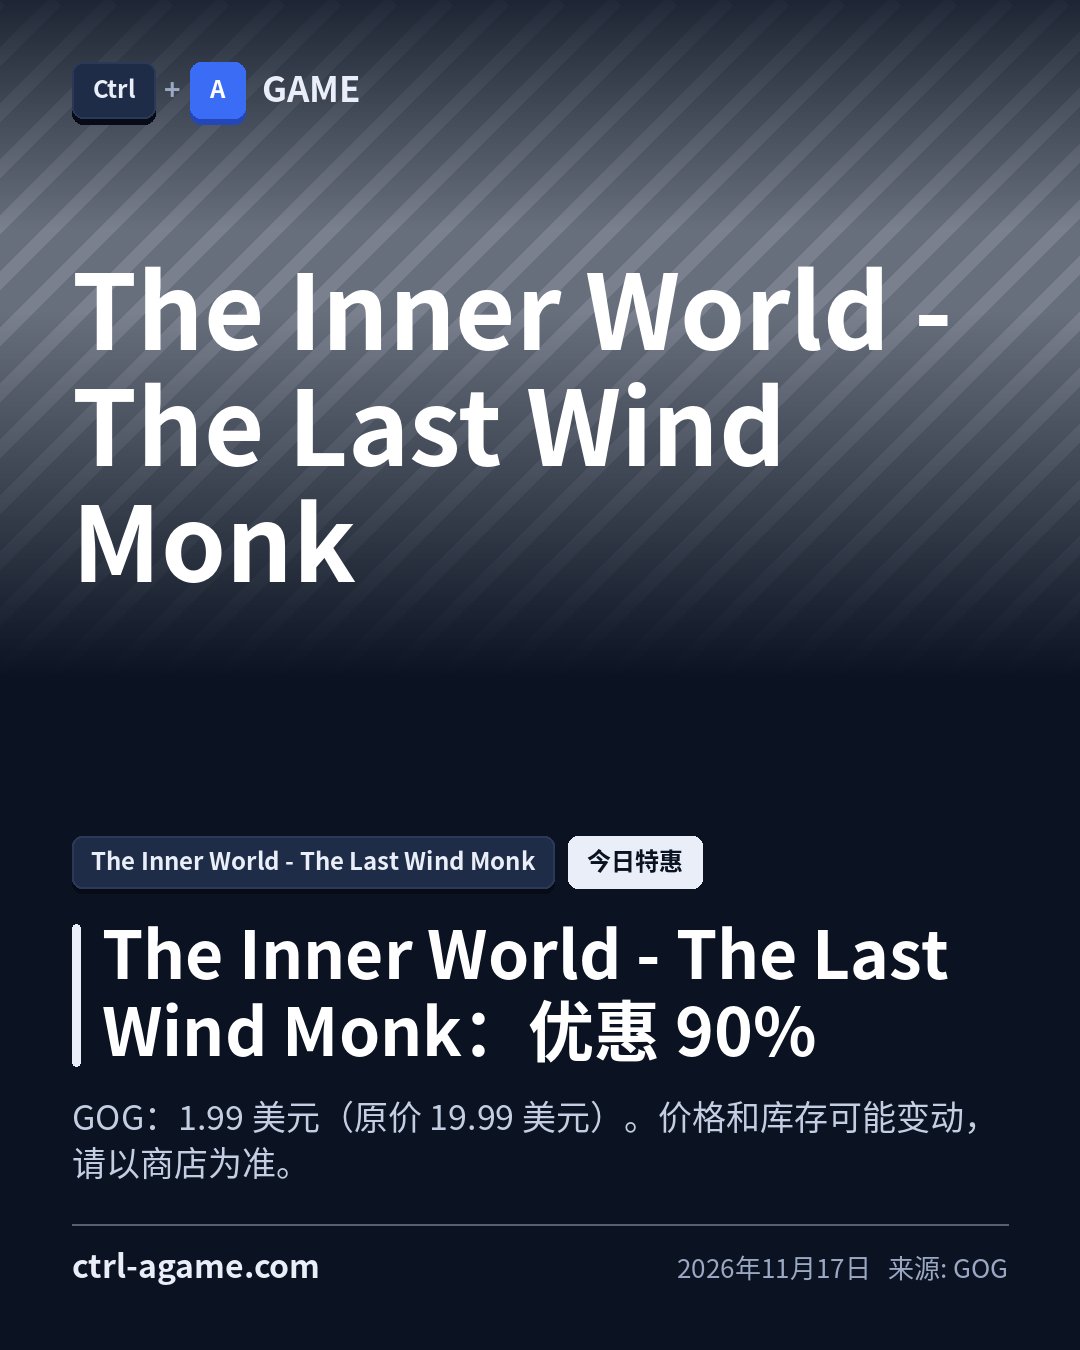 Ctrl + A GAME
The Inner World -
The Last Wind
Monk
The Inner World - The Last Wind Monk 今日特惠
The Inner World - The Last
Wind Monk：优惠 90%
GOG：1.99 美元（原价 19.99 美元）。价格和库存可能变动，
请以商店为准。
ctrl-agame.com 2026年11月17日 来源: GOG